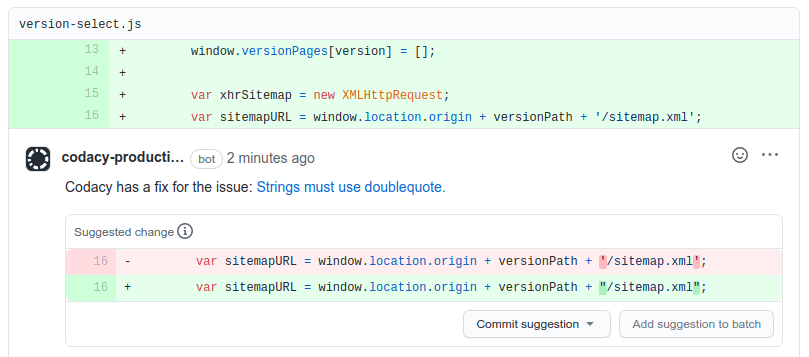 version-select.js
13 + window.versionPages[version] = [];
14 +
15 + var xhrSitemap = new XMLHttpRequest;
16 + var sitemapURL = window.location.origin + versionPath + '/sitemap.xml';
codacy-producti... bot 2 minutes ago
Codacy has a fix for the issue: Strings must use doublequote.
Suggested change
16 - var sitemapURL = window.location.origin + versionPath + '/sitemap.xml';
16 + var sitemapURL = window.location.origin + versionPath + "/sitemap.xml";
Commit suggestion Add suggestion to batch